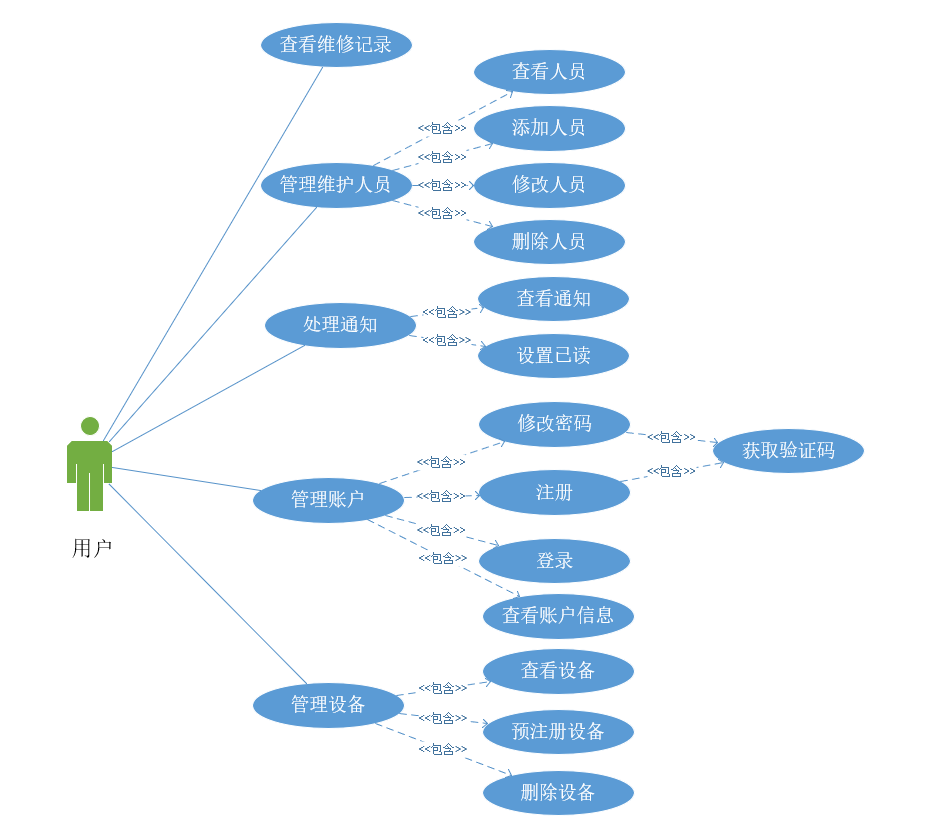 查看维修记录
查看人员
<<包含>>
添加人员
<<包含>>
管理维护人员
<<包含>>
修改人员
<<包含>>
删除人员
查看通知
<<包含>>
处理通知
<<包含>>
设置已读
修改密码
<<包含>>
获取验证码
<<包含>>
<<包含>>
管理账户
<<包含>>
注册
<<包含>>
用户
<<包含>>
登录
查看账户信息
查看设备
<<包含>>
管理设备
<<包含>>
预注册设备
<<包含>>
删除设备